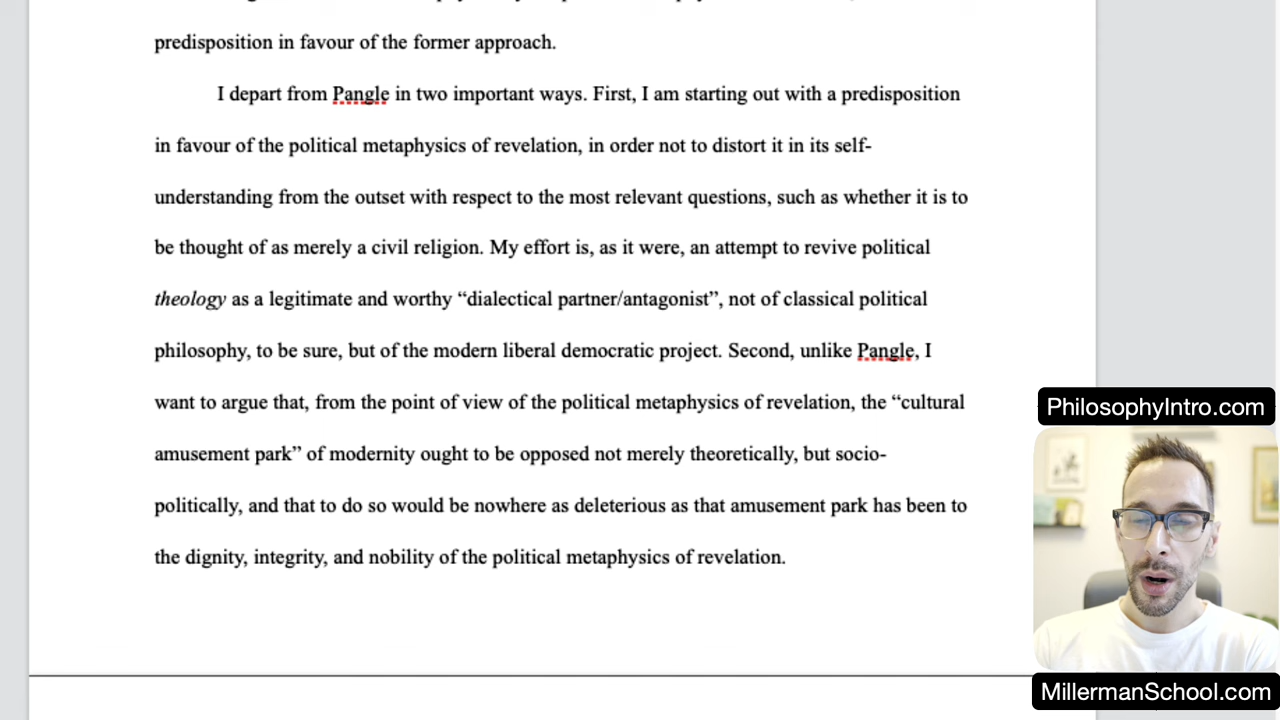 predisposition in favour of the former approach.
I depart from Pangle in two important ways. First, I am starting out with a predisposition
in favour of the political metaphysics of revelation, in order not to distort it in its self-
understanding from the outset with respect to the most relevant questions, such as whether it is to
be thought of as merely a civil religion. My effort is, as it were, an attempt to revive political
theology as a legitimate and worthy “dialectical partner/antagonist”, not of classical political
philosophy, to be sure, but of the modern liberal democratic project. Second, unlike Pangle, I
want to argue that, from the point of view of the political metaphysics of revelation, the “cultural
amusement park” of modernity ought to be opposed not merely theoretically, but socio-
politically, and that to do so would be nowhere as deleterious as that amusement park has been to
the dignity, integrity, and nobility of the political metaphysics of revelation.
PhilosophyIntro.com
MillermanSchool.com